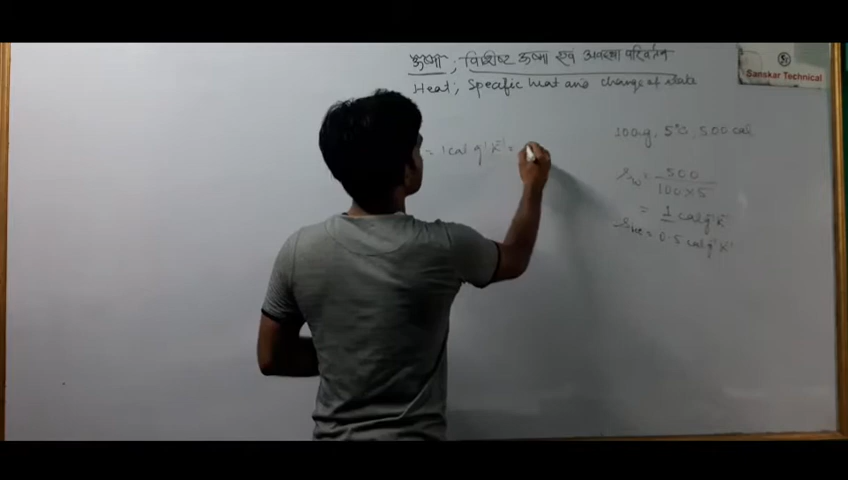 ऊष्मा; विशिष्ट ऊष्मा एवं अवस्था परिवर्तन
Heat; Specific heat and change of state
Sanskar Technical
100g, 5°C, 500 cal
= 1 cal g⁻¹ K⁻¹ =
Sw = 500
100×5
= 1 cal g⁻¹ K⁻¹
= 0.5 cal g⁻¹ K⁻¹